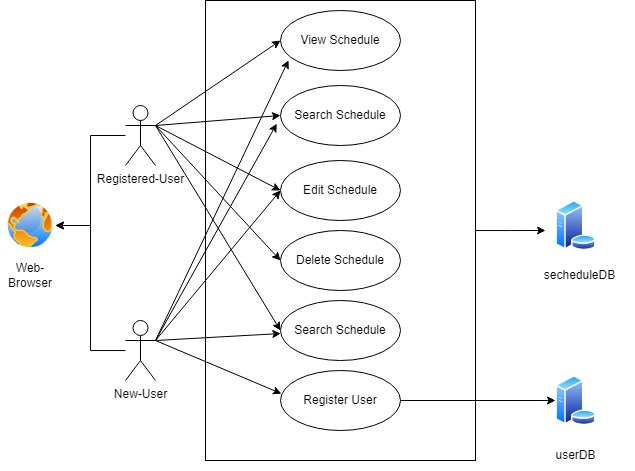 View Schedule
Search Schedule
Registered-User
Edit Schedule
Delete Schedule
Web-
Browser
secheduleDB
Search Schedule
New-User
Register User
userDB